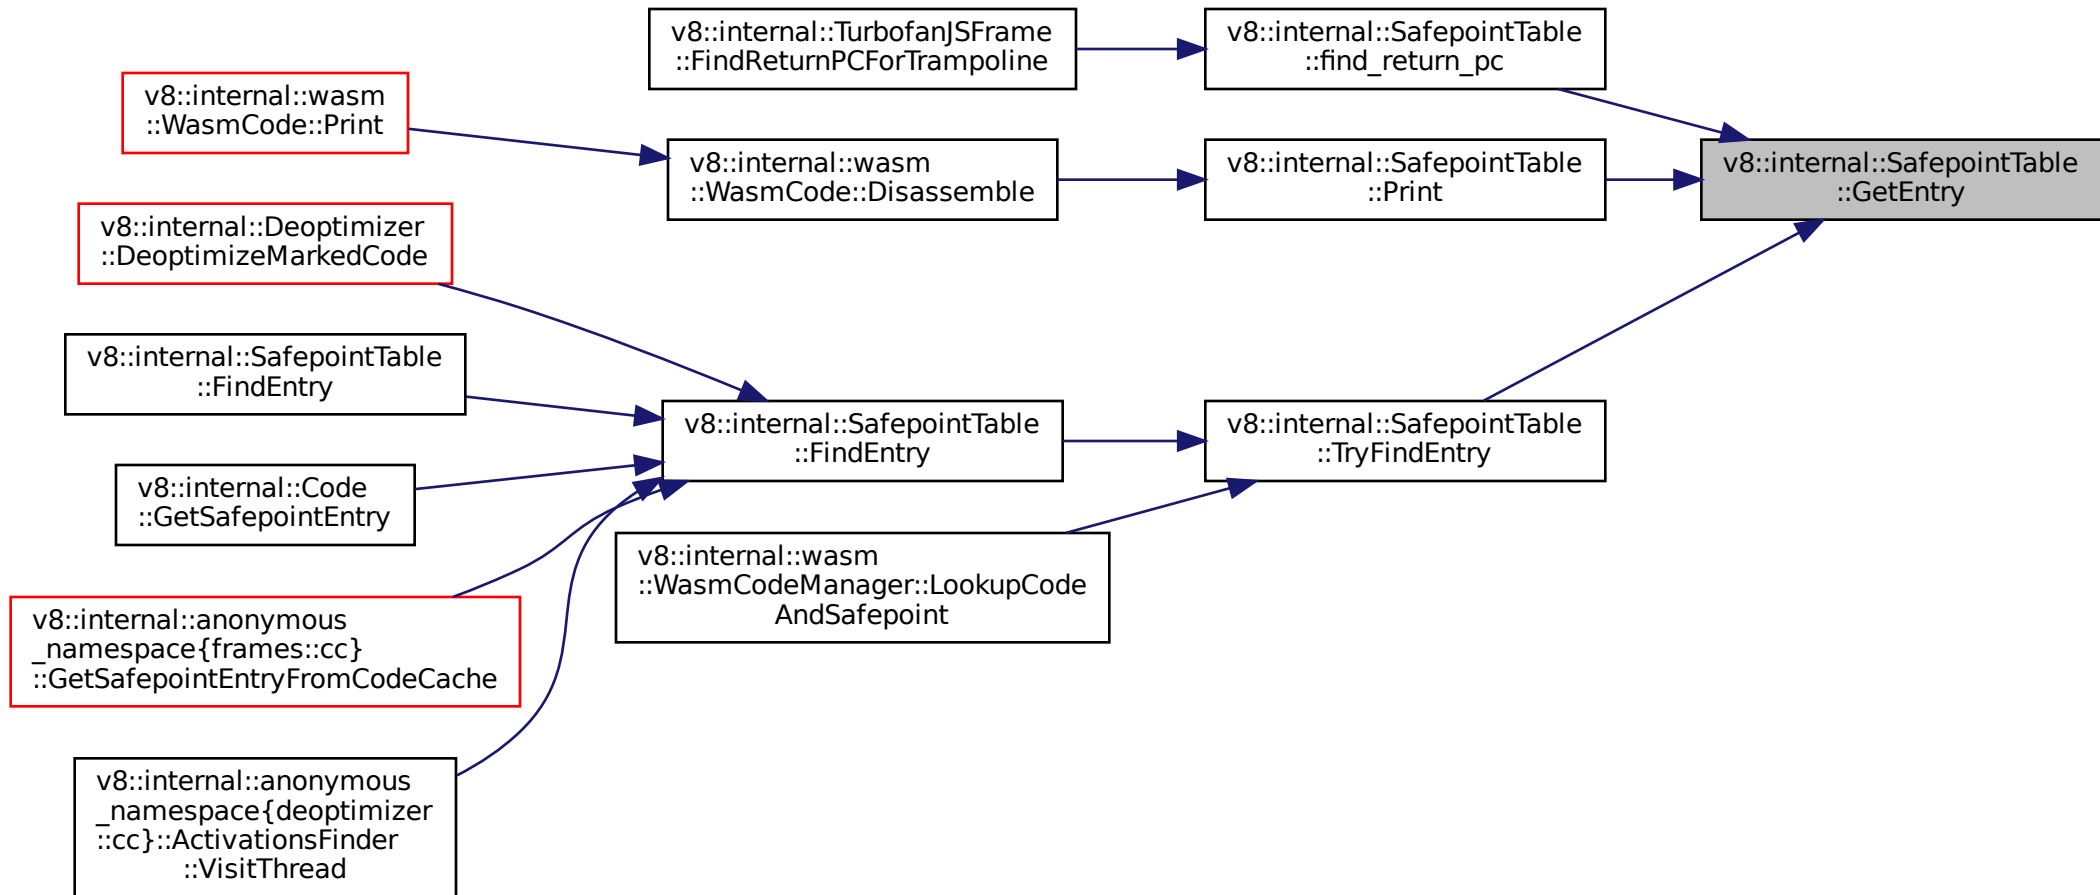 v8::internal::TurbofanJSFrame
::FindReturnPCForTrampoline
v8::internal::SafepointTable
::find_return_pc
v8::internal::wasm
::WasmCode::Print
v8::internal::wasm
::WasmCode::Disassemble
v8::internal::SafepointTable
::Print
v8::internal::SafepointTable
::GetEntry
v8::internal::Deoptimizer
::DeoptimizeMarkedCode
v8::internal::SafepointTable
::FindEntry
v8::internal::SafepointTable
::FindEntry
v8::internal::SafepointTable
::TryFindEntry
v8::internal::Code
::GetSafepointEntry
v8::internal::wasm
::WasmCodeManager::LookupCode
AndSafepoint
v8::internal::anonymous
_namespace{frames::cc}
::GetSafepointEntryFromCodeCache
v8::internal::anonymous
_namespace{deoptimizer
::cc}::ActivationsFinder
::VisitThread